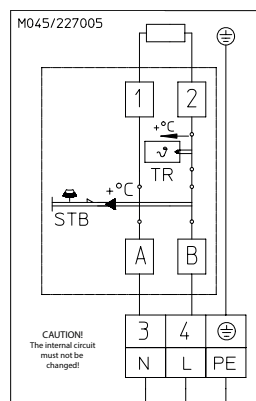 M045/227005
1 2
+°C
ϑ
TR
+°C
STB
A B
CAUTION!
The internal circuit
must not be
changed!
3 4
N L PE